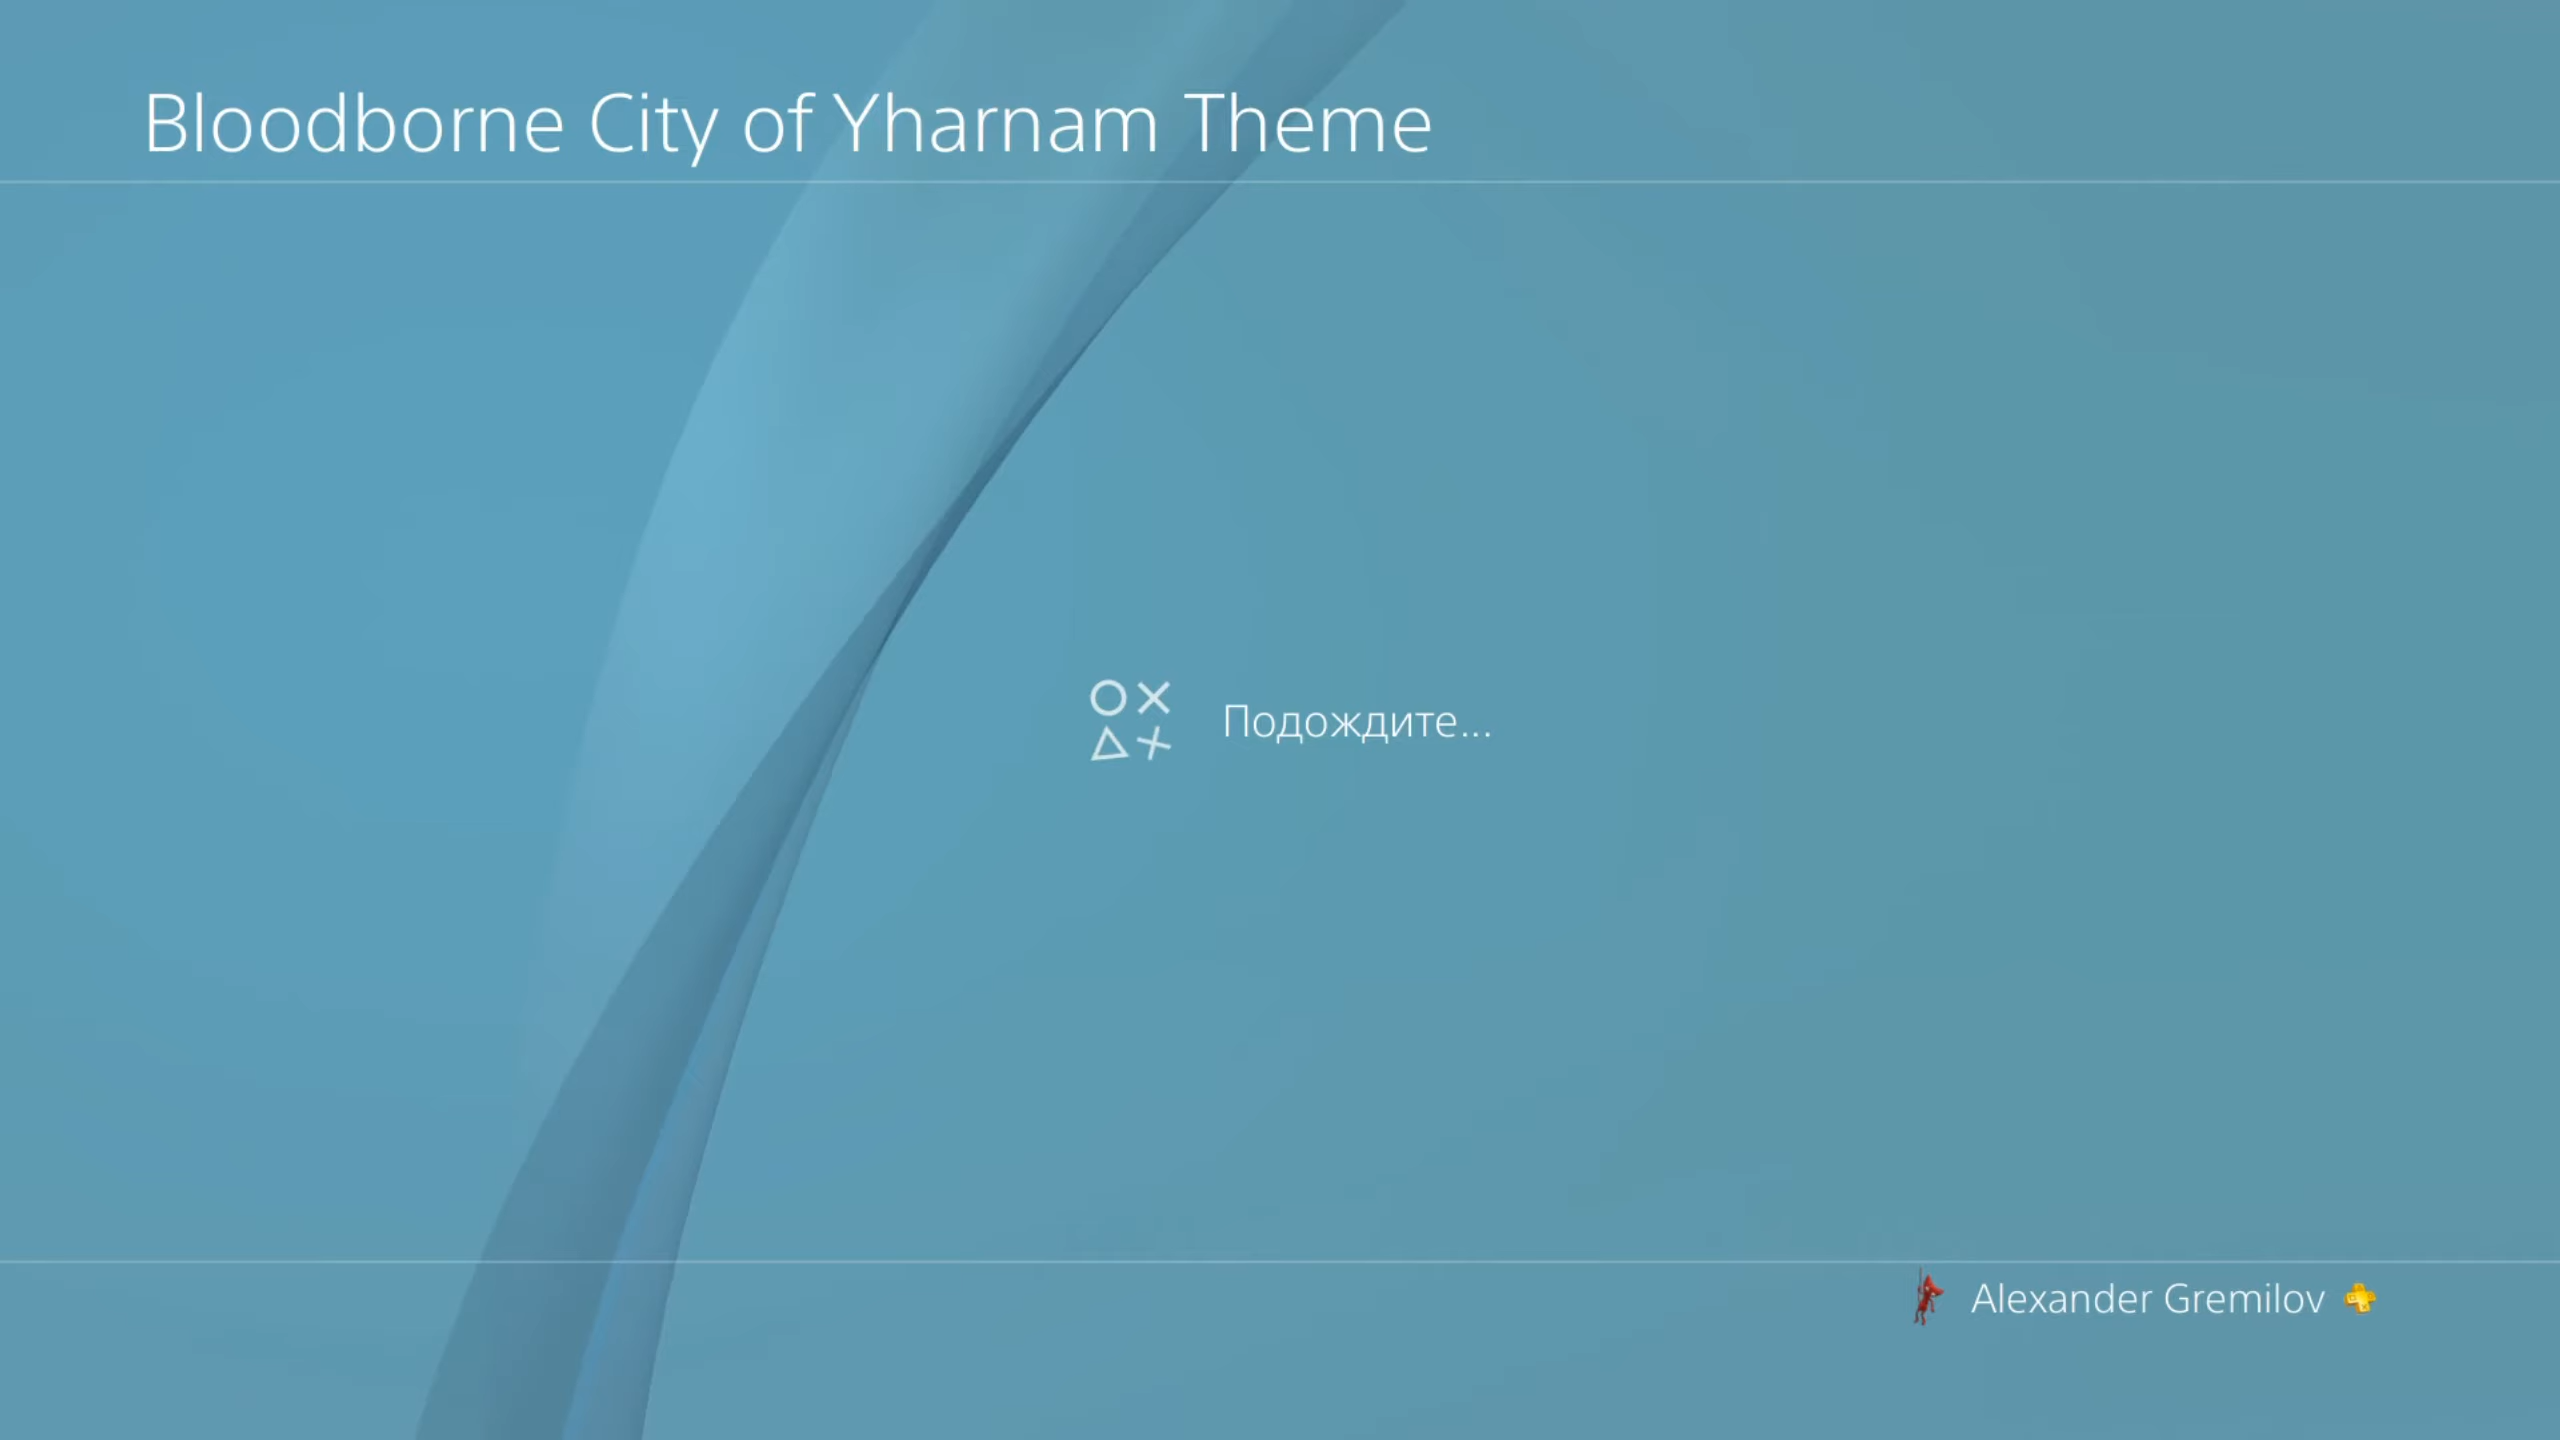 Bloodborne City of Yharnam Theme
Подождите...
Alexander Gremilov